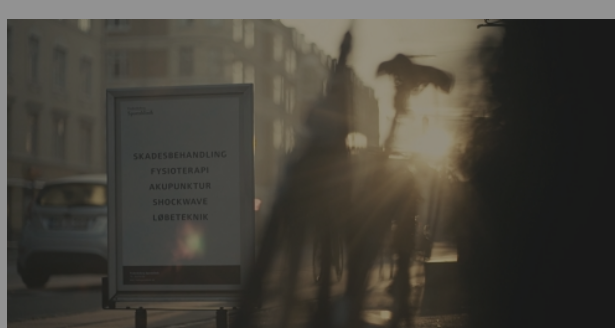 SKADESBEHANDLING
FYSIOTERAPI
AKUPUNKTUR
SHOCKWAVE
LØBETEKNIK